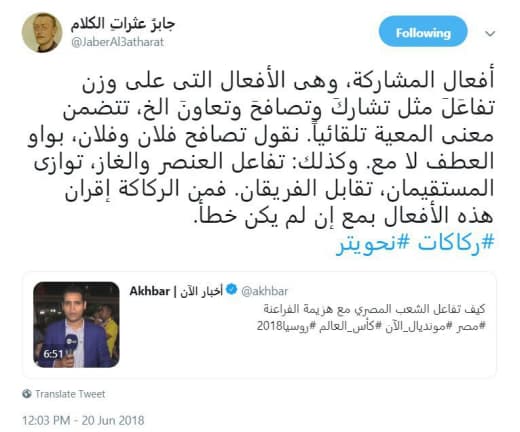 جابرَ عثراتِ الكلام
@JaberAl3atharat
Following
أفعال المشاركة، وهى الأفعال التى على وزن
تفاعَلَ مثل تشاركَ وتصافحَ وتعاونَ الخ، تتضمن
معنى المعية تلقائياً. نقول تصافح فلان وفلان، بواو
العطف لا مع. وكذلك: تفاعل العنصر والغاز، توازى
المستقيمان، تقابل الفريقان. فمن الركاكة إقران
هذه الأفعال بمع إن لم يكن خطأ.
#ركاكات #نحويتر
Akhbar | أخبار الآن @akhbar
كيف تفاعل الشعب المصري مع هزيمة الفراعنة
#مصر #مونديال_الآن #كأس_العالم #روسيا2018
6:51
Translate Tweet
12:03 PM - 20 Jun 2018